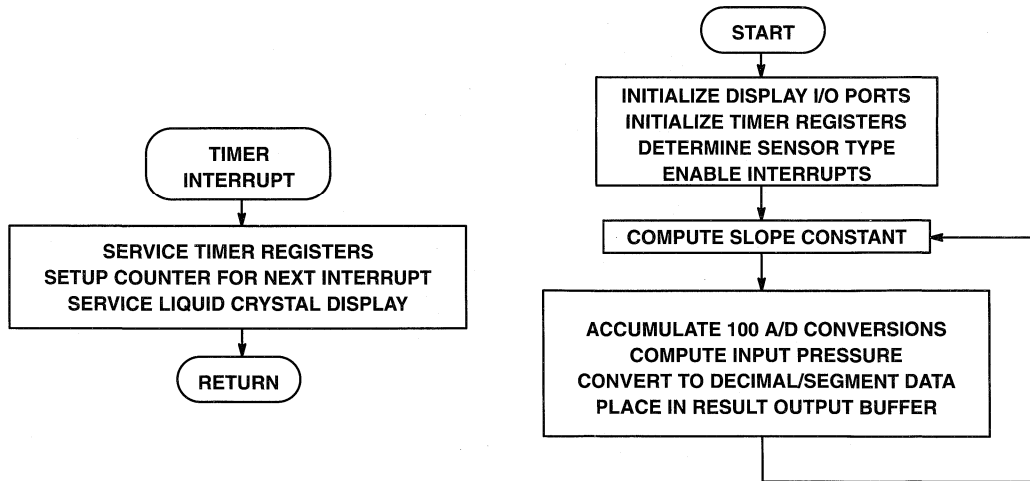 TIMER
INTERRUPT
SERVICE TIMER REGISTERS
SETUP COUNTER FOR NEXT INTERRUPT
SERVICE LIQUID CRYSTAL DISPLAY
RETURN
START
INITIALIZE DISPLAY I/O PORTS
INITIALIZE TIMER REGISTERS
DETERMINE SENSOR TYPE
ENABLE INTERRUPTS
COMPUTE SLOPE CONSTANT
ACCUMULATE 100 A/D CONVERSIONS
COMPUTE INPUT PRESSURE
CONVERT TO DECIMAL/SEGMENT DATA
PLACE IN RESULT OUTPUT BUFFER